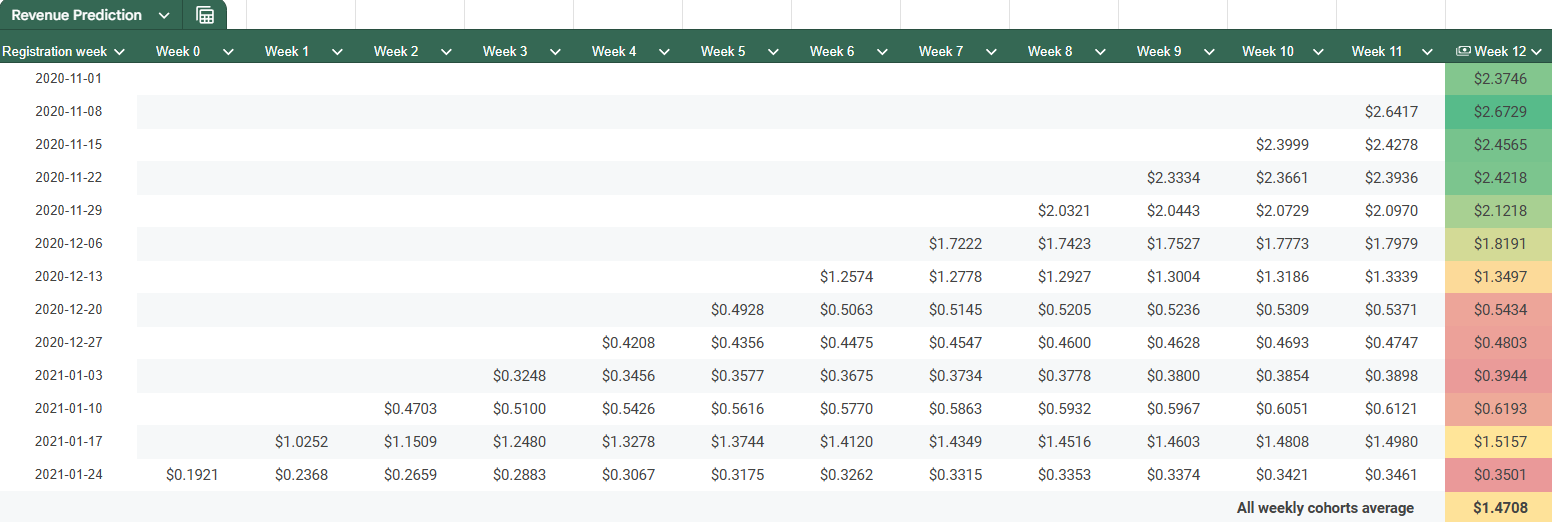 Revenue Prediction
Registration week Week 0 Week 1 Week 2 Week 3 Week 4 Week 5 Week 6 Week 7 Week 8 Week 9 Week 10 Week 11 Week 12
2020-11-01 $2.3746
2020-11-08 $2.6417 $2.6729
2020-11-15 $2.3999 $2.4278 $2.4565
2020-11-22 $2.3334 $2.3661 $2.3936 $2.4218
2020-11-29 $2.0321 $2.0443 $2.0729 $2.0970 $2.1218
2020-12-06 $1.7222 $1.7423 $1.7527 $1.7773 $1.7979 $1.8191
2020-12-13 $1.2574 $1.2778 $1.2927 $1.3004 $1.3186 $1.3339 $1.3497
2020-12-20 $0.4928 $0.5063 $0.5145 $0.5205 $0.5236 $0.5309 $0.5371 $0.5434
2020-12-27 $0.4208 $0.4356 $0.4475 $0.4547 $0.4600 $0.4628 $0.4693 $0.4747 $0.4803
2021-01-03 $0.3248 $0.3456 $0.3577 $0.3675 $0.3734 $0.3778 $0.3800 $0.3854 $0.3898 $0.3944
2021-01-10 $0.4703 $0.5100 $0.5426 $0.5616 $0.5770 $0.5863 $0.5932 $0.5967 $0.6051 $0.6121 $0.6193
2021-01-17 $1.0252 $1.1509 $1.2480 $1.3278 $1.3744 $1.4120 $1.4349 $1.4516 $1.4603 $1.4808 $1.4980 $1.5157
2021-01-24 $0.1921 $0.2368 $0.2659 $0.2883 $0.3067 $0.3175 $0.3262 $0.3315 $0.3353 $0.3374 $0.3421 $0.3461 $0.3501
All weekly cohorts average $1.4708